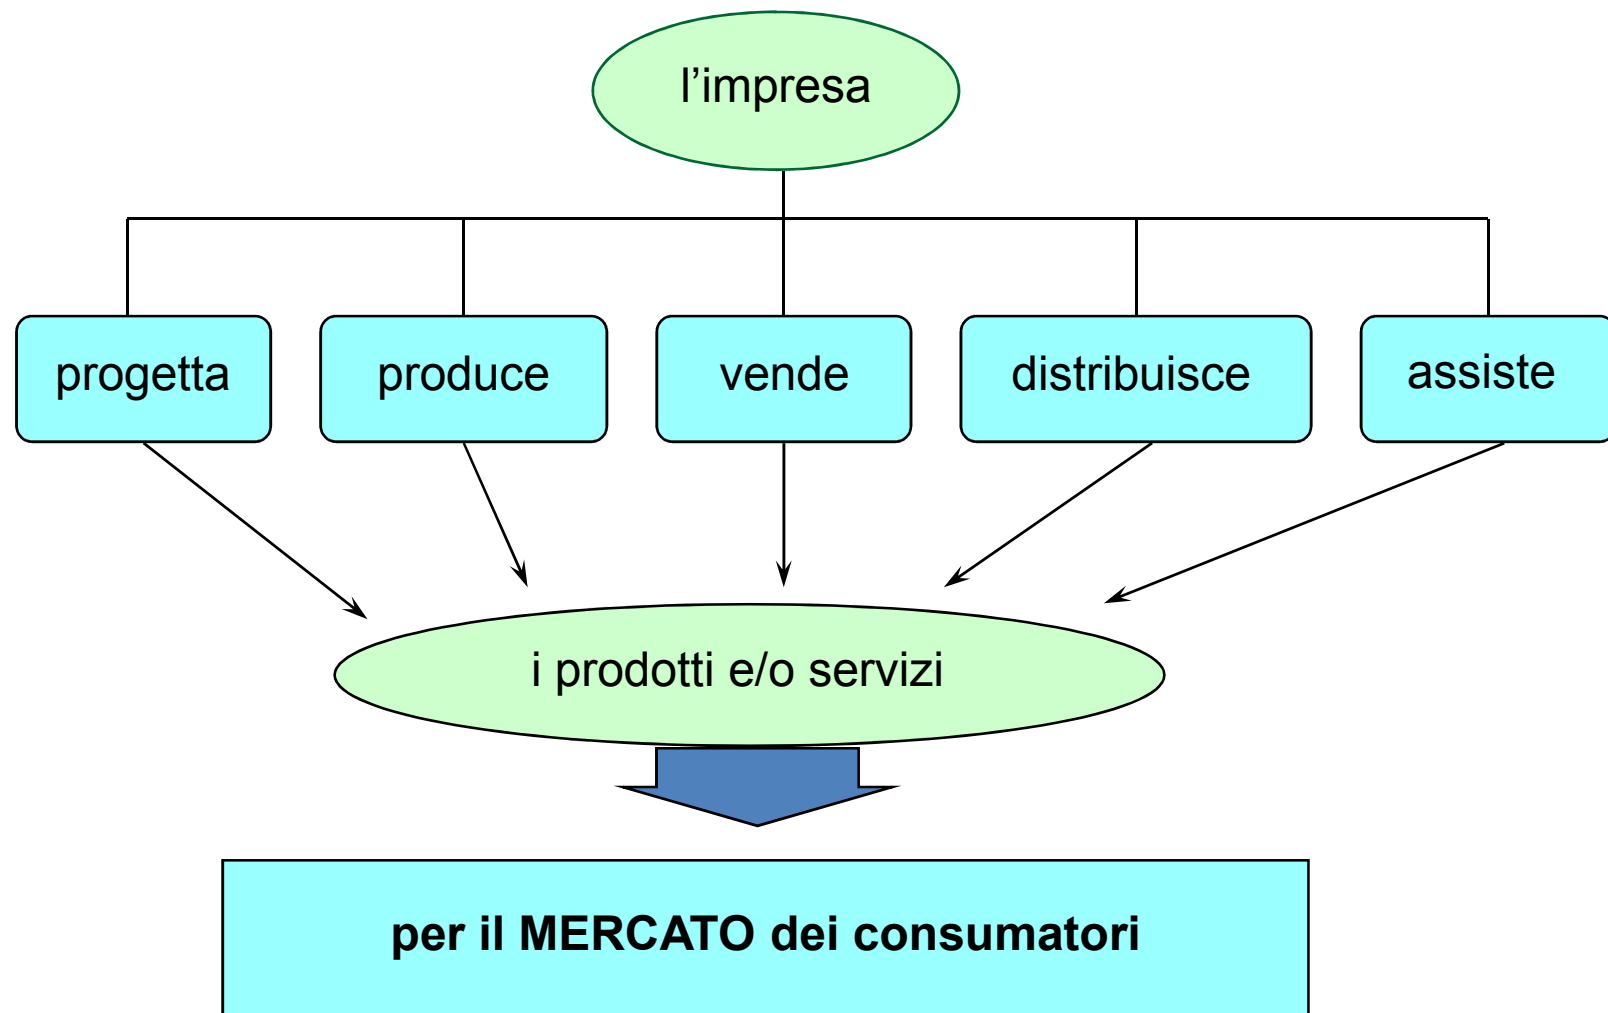 l’impresa
progetta
produce
vende
distribuisce
assiste
i prodotti e/o servizi
per il MERCATO dei consumatori